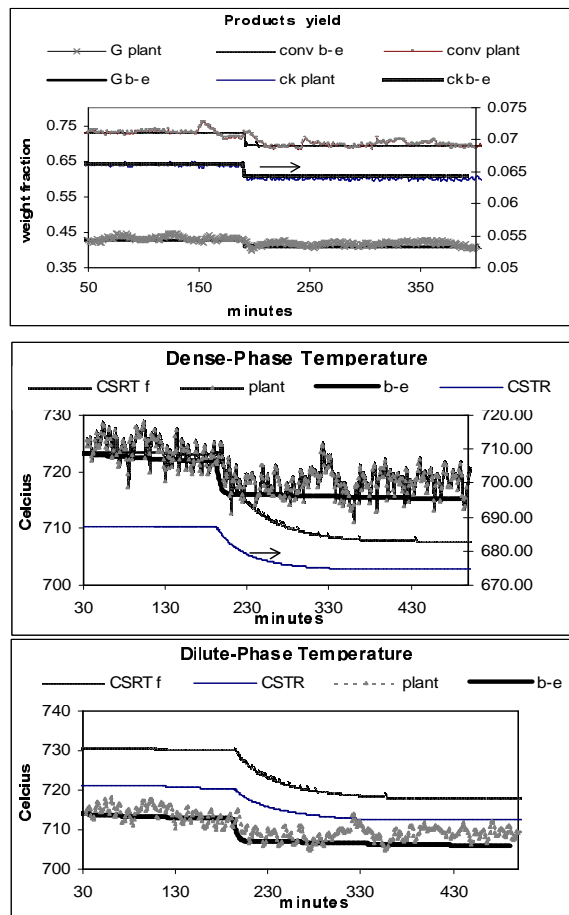 Products yield
G plant conv b-e conv plant
G b-e ck plant ck b-e
0.75 0.075
0.65 0.07
0.55 0.065
0.45 0.06
0.35 0.055
0.05
weight fraction
50 150 250 350
minutes
Dense-Phase Temperature
CSRT f plant b-e CSTR
730 720.00
720 710.00
710 700.00
700 690.00
680.00
675.00
670.00
Celcius
30 130 230 330 430
minutes
Dilute-Phase Temperature
CSRT f CSTR plant b-e
740
730
720
710
700
Celcius
30 130 230 330 430
minutes